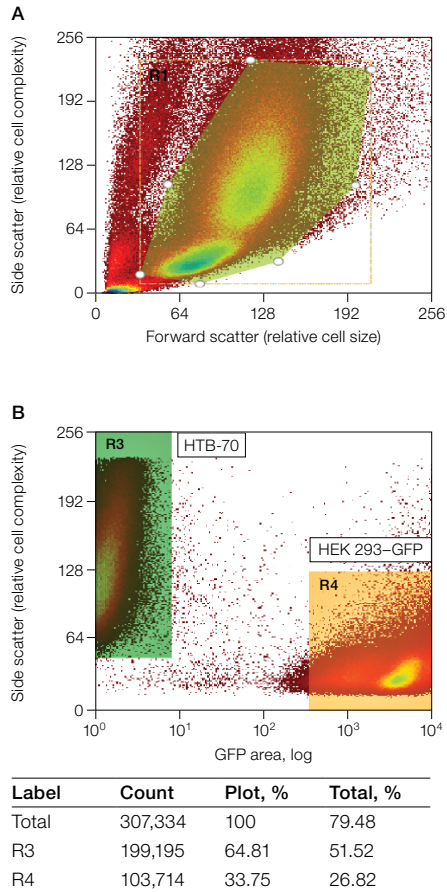 A
Side scatter (relative cell complexity)
256
192
128
64
0
R1
0 64 128 192 256
Forward scatter (relative cell size)
B
Side scatter (relative cell complexity)
256
192
128
64
0
R3
HTB-70
HEK 293–GFP
R4
10⁰ 10¹ 10² 10³ 10⁴
GFP area, log
Label Count Plot, % Total, %
Total 307,334 100 79.48
R3 199,195 64.81 51.52
R4 103,714 33.75 26.82